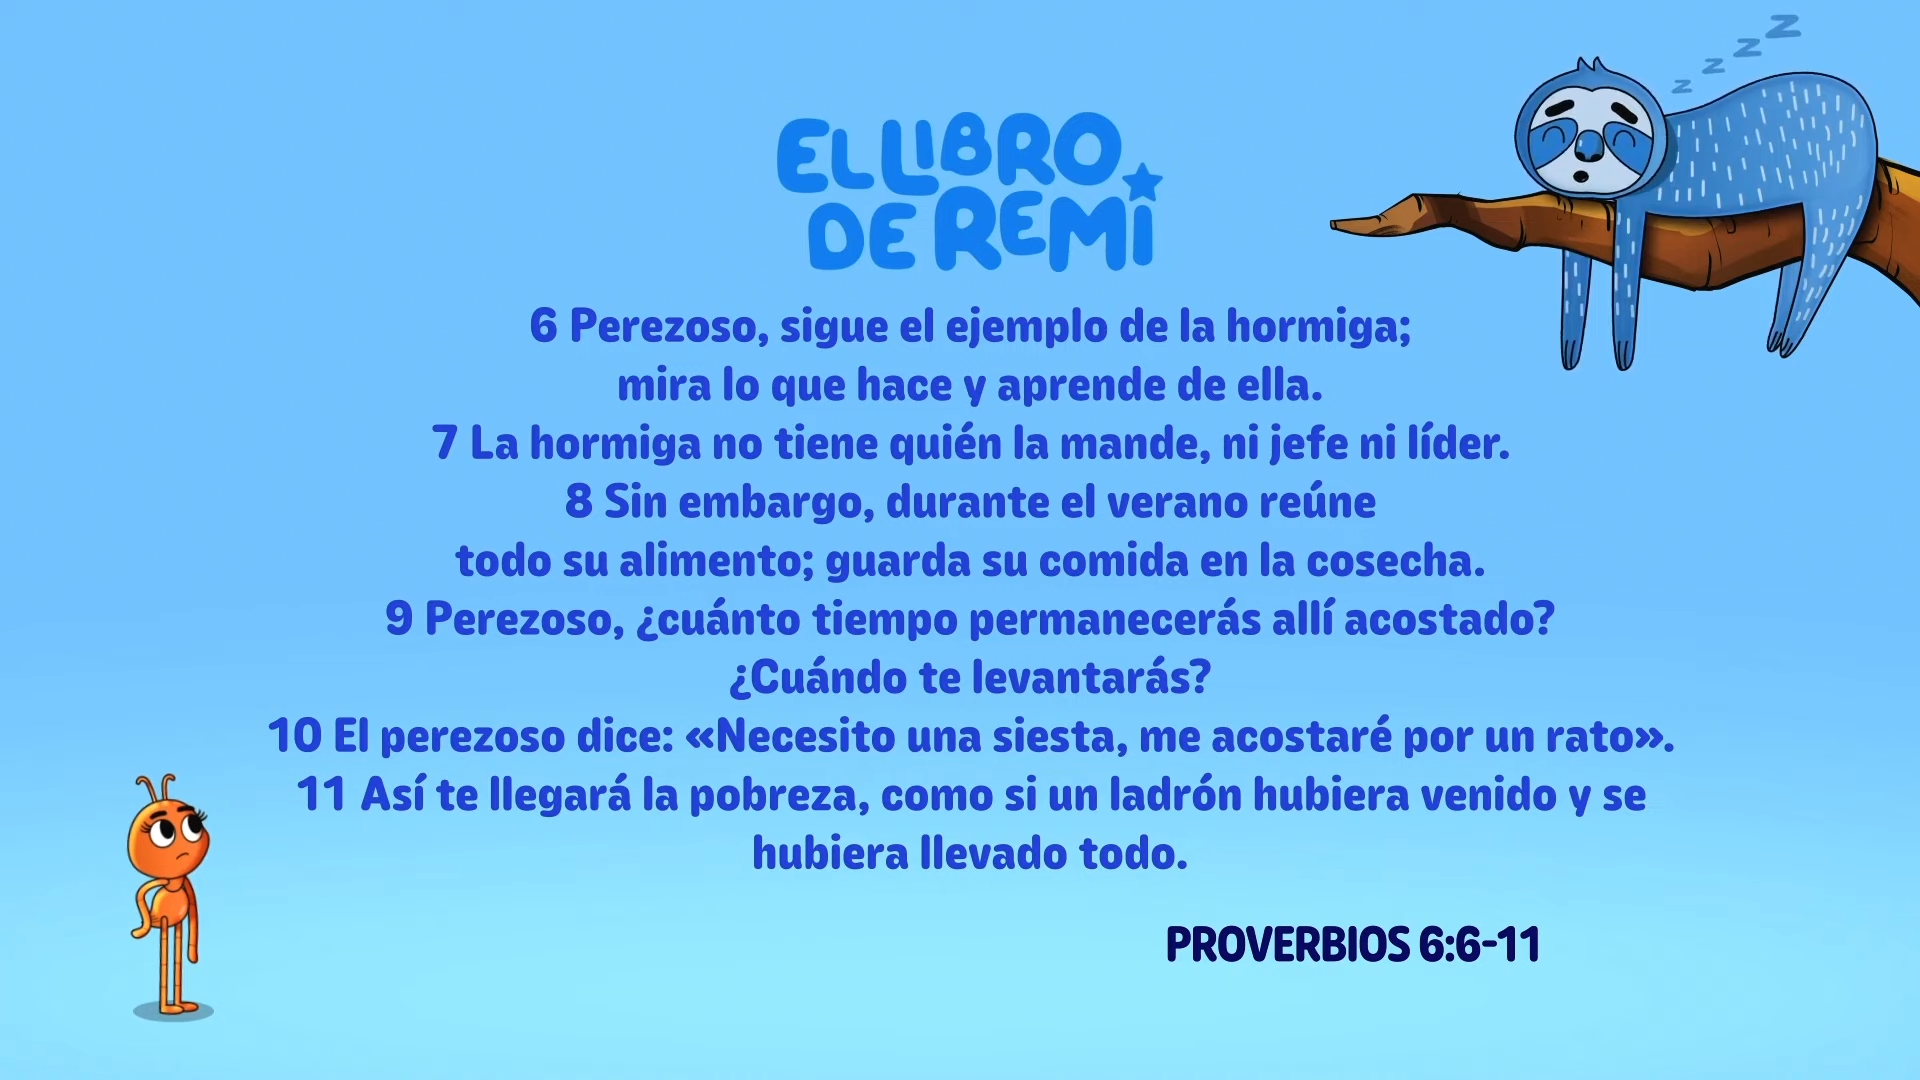 Z
Z
Z
Z
EL LIBRO
DE REMI
6 Perezoso, sigue el ejemplo de la hormiga;
mira lo que hace y aprende de ella.
7 La hormiga no tiene quién la mande, ni jefe ni líder.
8 Sin embargo, durante el verano reúne
todo su alimento; guarda su comida en la cosecha.
9 Perezoso, ¿cuánto tiempo permanecerás allí acostado?
¿Cuándo te levantarás?
10 El perezoso dice: «Necesito una siesta, me acostaré por un rato».
11 Así te llegará la pobreza, como si un ladrón hubiera venido y se
hubiera llevado todo.
PROVERBIOS 6:6-11